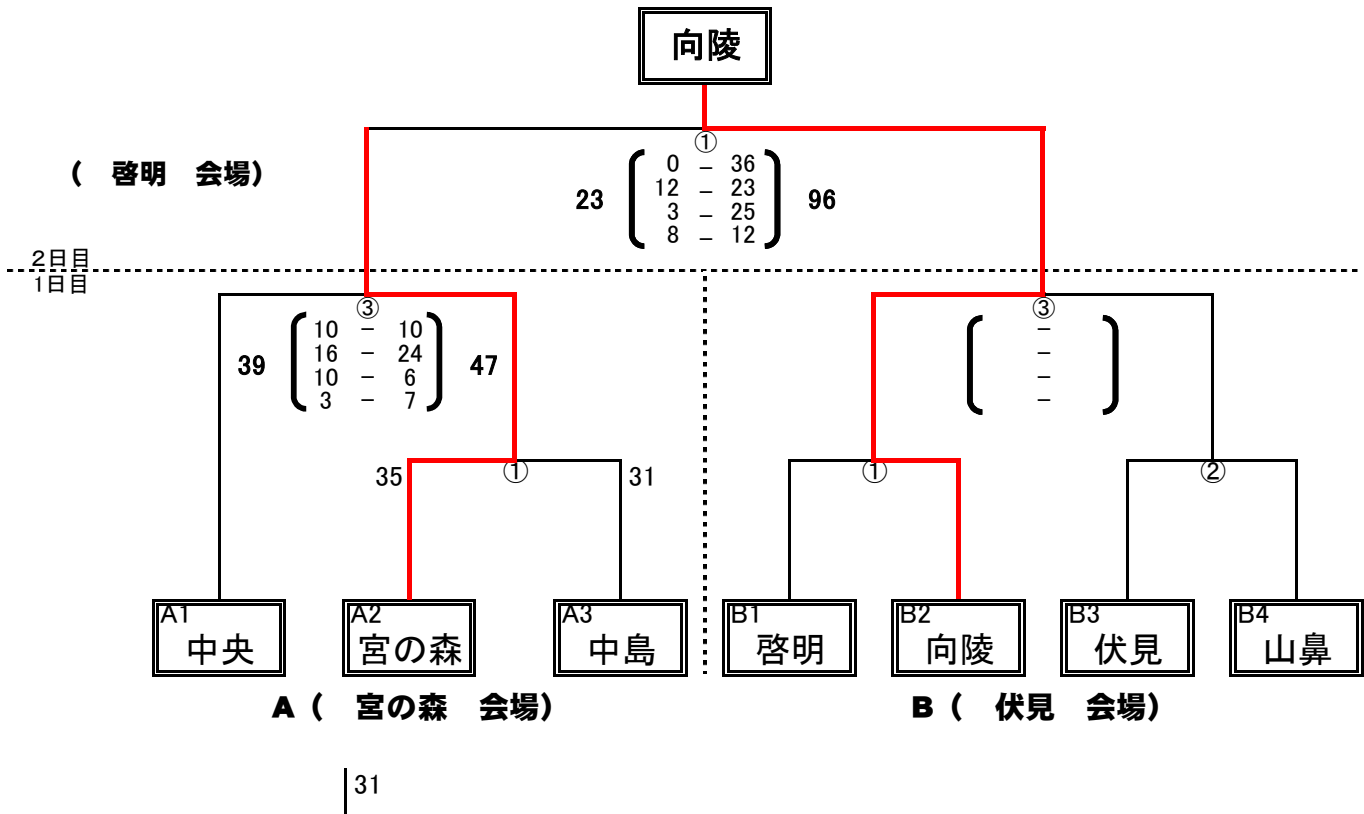 向陵
①
( 啓明 会場)
23
0 – 36
12 – 23
3 – 25
8 – 12
96
2日目
1日目
③
39
10 – 10
16 – 24
10 – 6
3 – 7
47
③
–
–
–
–
35
①
31
①
②
A1
中央
A2
宮の森
A3
中島
B1
啓明
B2
向陵
B3
伏見
B4
山鼻
A ( 宮の森 会場)
B ( 伏見 会場)
31